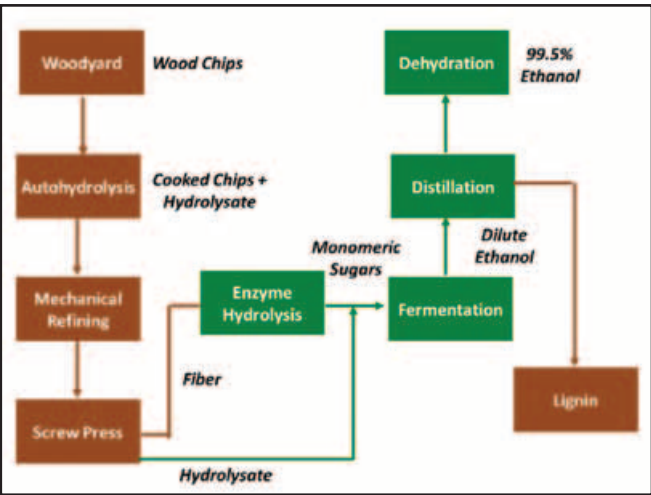 Woodyard
Wood Chips
Dehydration
99.5%
Ethanol
Autohydrolysis
Cooked Chips +
Hydrolysate
Distillation
Monomeric
Sugars
Dilute
Ethanol
Mechanical
Refining
Enzyme
Hydrolysis
Fermentation
Fiber
Lignin
Screw Press
Hydrolysate